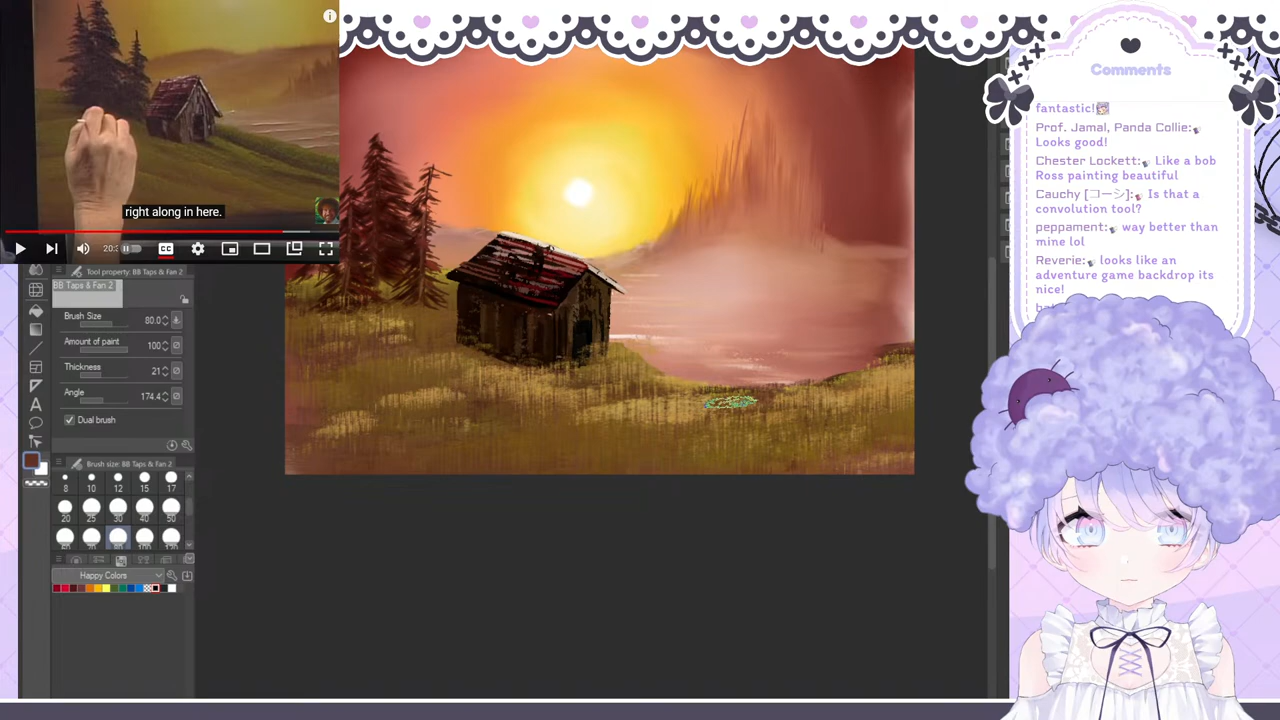 right along in here.
Tool property: BB Taps & Fan 2
BB Taps & Fan 2
Brush Size 80.0
Amount of paint 100
Thickness 21
Angle 174.4
Dual brush
Brush size: BB Taps & Fan 2
8 10 12 15 17
20 25 30 40 50
Happy Colors
Comments
fantastic!
Prof. Jamal, Panda Collie:
Looks good!
Chester Lockett: Like a bob
Ross painting beautiful
Cauchy [コーシ]: Is that a
convolution tool?
peppament: way better than
mine lol
Reverie: looks like an
adventure game backdrop its
nice!